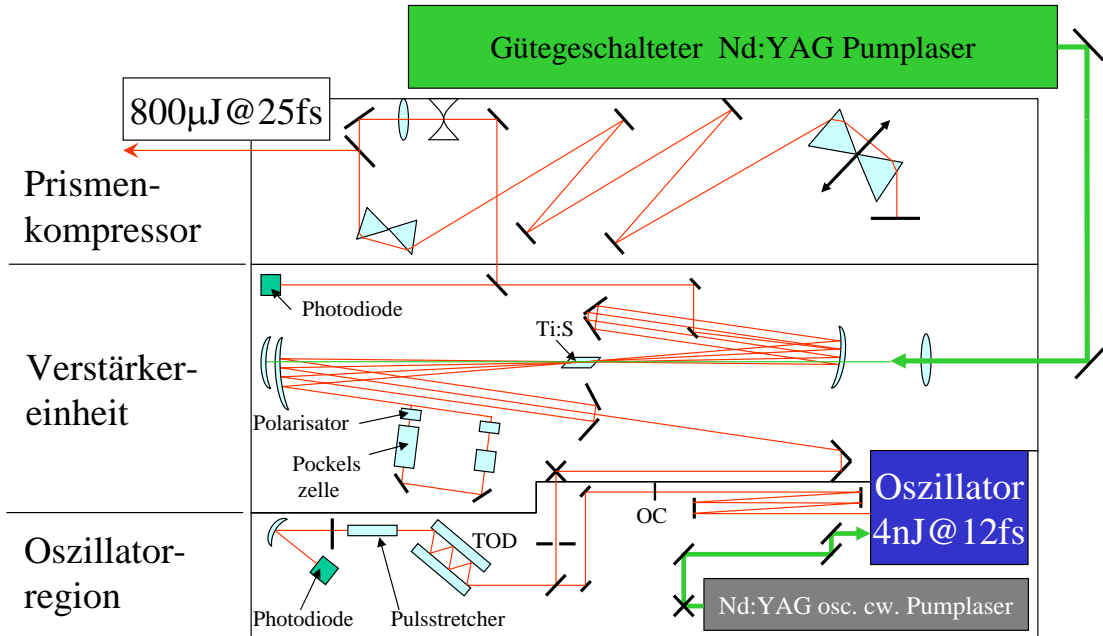 Gütegeschalteter Nd:YAG Pumplaser
800µJ@25fs
Prismen-
kompressor
Photodiode
Ti:S
Verstärker-
einheit
Polarisator
Pockels
zelle
Oszillator
4nJ@12fs
OC
Oszillator-
region
TOD
Photodiode
Pulsstretcher
Nd:YAG osc. cw. Pumplaser